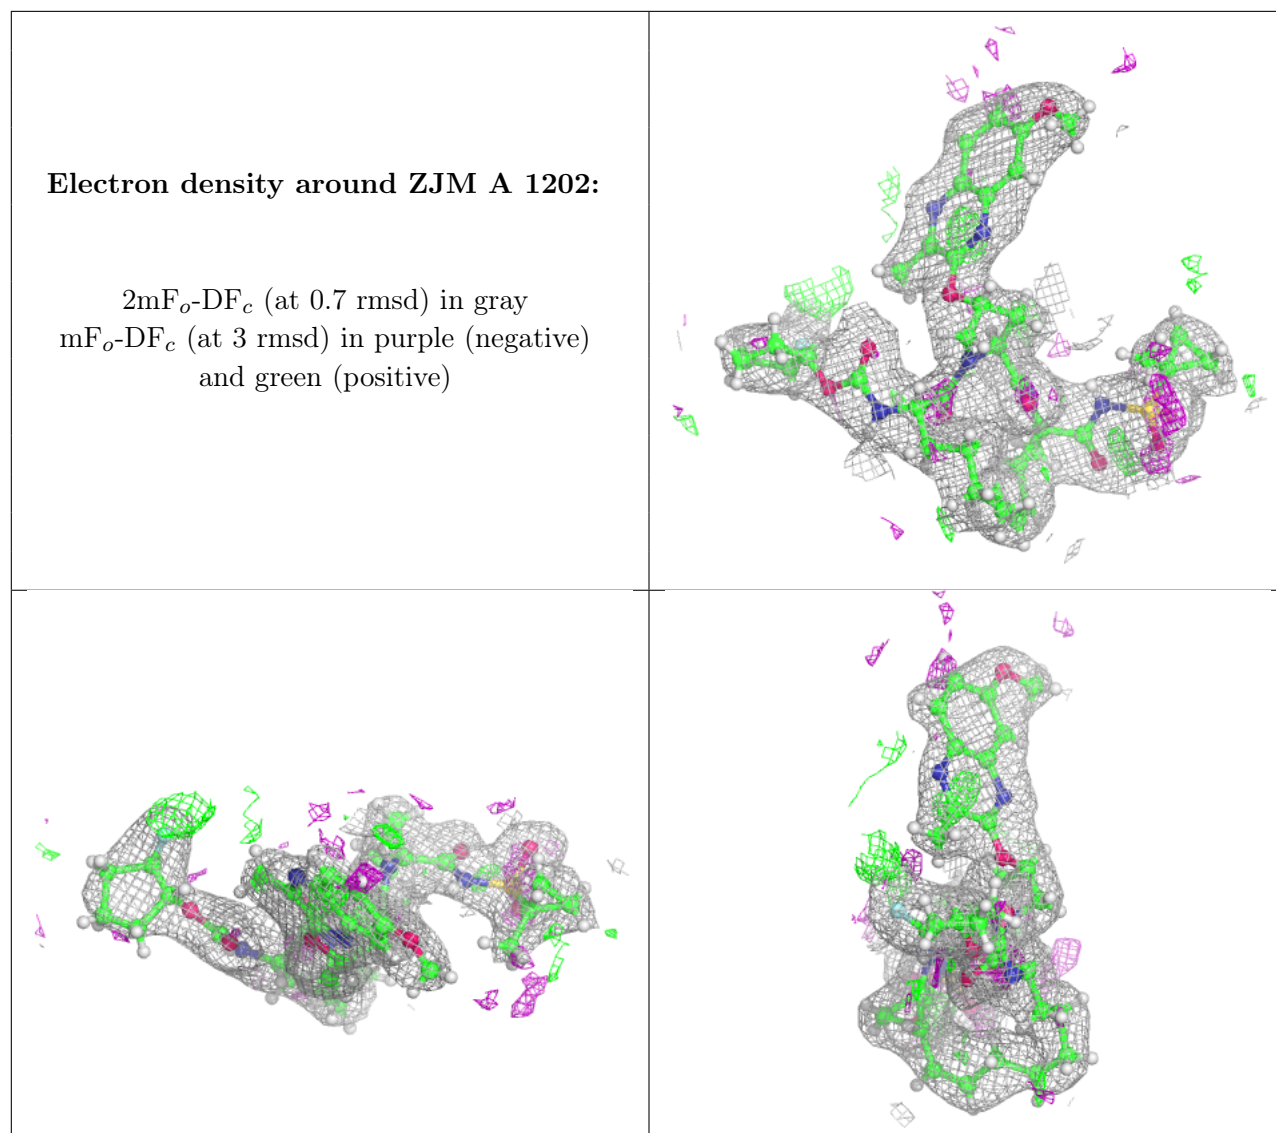 Electron density around ZJM A 1202:
2mFo-DFc (at 0.7 rmsd) in gray
mFo-DFc (at 3 rmsd) in purple (negative)
and green (positive)